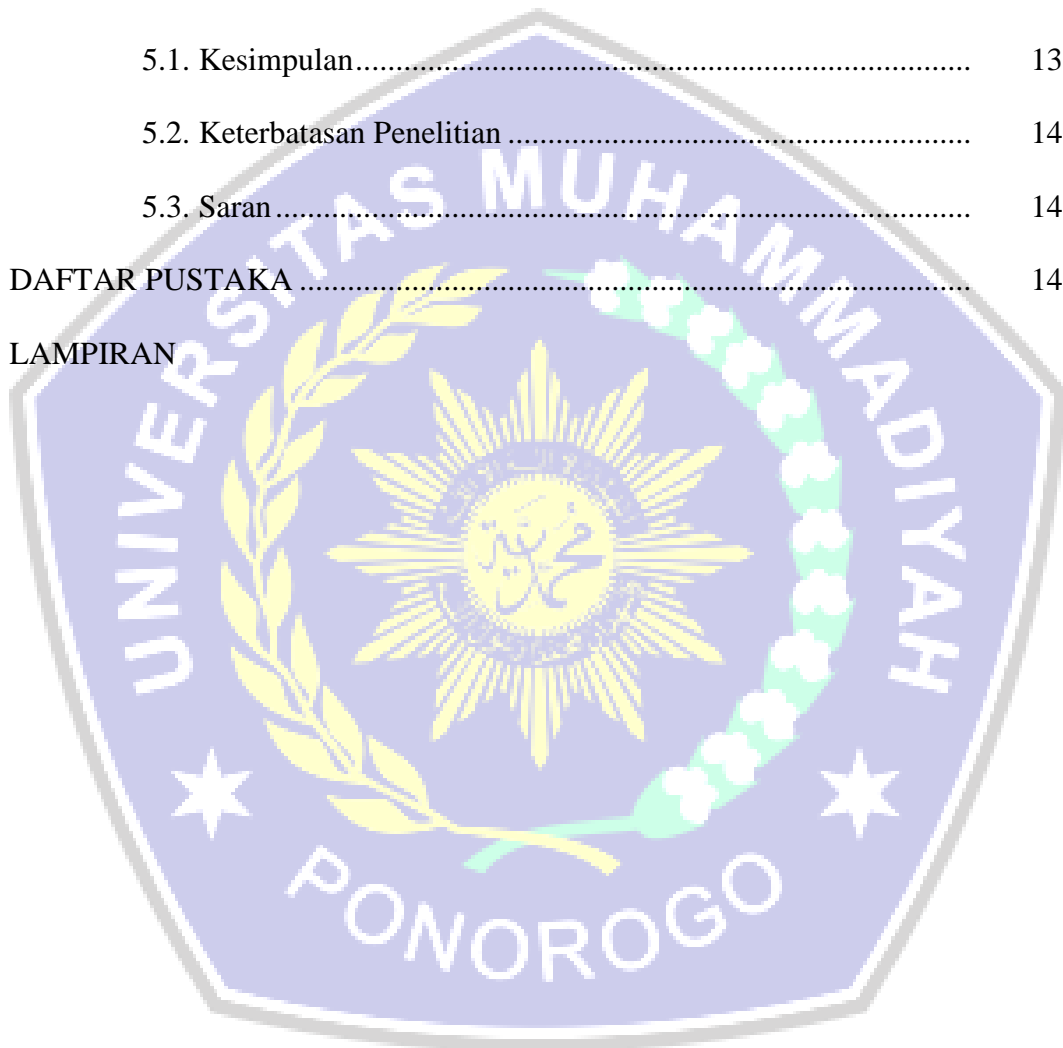 5.1. Kesimpulan............................................................................ 13
5.2. Keterbatasan Penelitian ......................................................... 14
5.3. Saran...................................................................................... 14
DAFTAR PUSTAKA ................................................................................... 14
LAMPIRAN
UNIVERSITAS MUHAMMADIYAH
PONOROGO